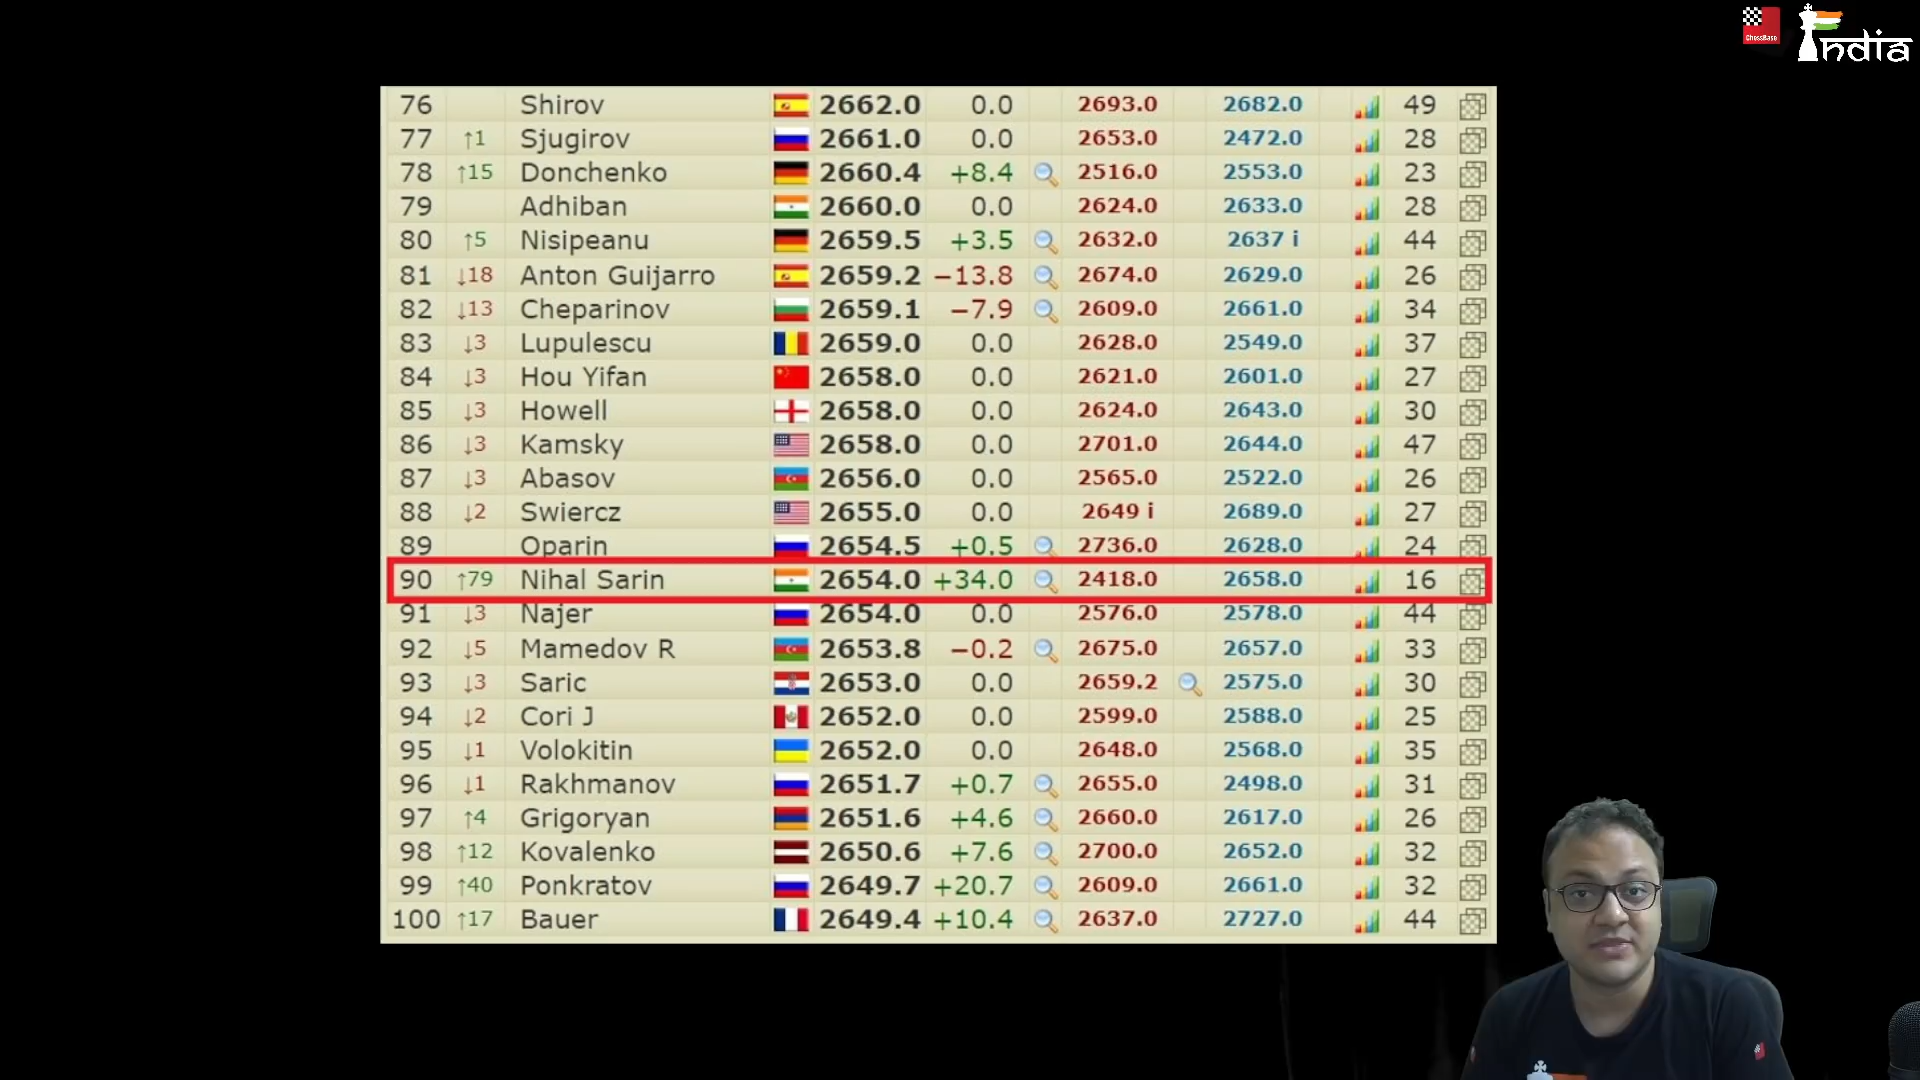 ChessBase
India
76 Shirov 2662.0 0.0 2693.0 2682.0 49
77 ↑1 Sjugirov 2661.0 0.0 2653.0 2472.0 28
78 ↑15 Donchenko 2660.4 +8.4 2516.0 2553.0 23
79 Adhiban 2660.0 0.0 2624.0 2633.0 28
80 ↑5 Nisipeanu 2659.5 +3.5 2632.0 2637 i 44
81 ↓18 Anton Guijarro 2659.2 −13.8 2674.0 2629.0 26
82 ↓13 Cheparinov 2659.1 −7.9 2609.0 2661.0 34
83 ↓3 Lupulescu 2659.0 0.0 2628.0 2549.0 37
84 ↓3 Hou Yifan 2658.0 0.0 2621.0 2601.0 27
85 ↓3 Howell 2658.0 0.0 2624.0 2643.0 30
86 ↓3 Kamsky 2658.0 0.0 2701.0 2644.0 47
87 ↓3 Abasov 2656.0 0.0 2565.0 2522.0 26
88 ↓2 Swiercz 2655.0 0.0 2649 i 2689.0 27
89 Oparin 2654.5 +0.5 2736.0 2628.0 24
90 ↑79 Nihal Sarin 2654.0 +34.0 2418.0 2658.0 16
91 ↓3 Najer 2654.0 0.0 2576.0 2578.0 44
92 ↓5 Mamedov R 2653.8 −0.2 2675.0 2657.0 33
93 ↓3 Saric 2653.0 0.0 2659.2 2575.0 30
94 ↓2 Cori J 2652.0 0.0 2599.0 2588.0 25
95 ↓1 Volokitin 2652.0 0.0 2648.0 2568.0 35
96 ↓1 Rakhmanov 2651.7 +0.7 2655.0 2498.0 31
97 ↑4 Grigoryan 2651.6 +4.6 2660.0 2617.0 26
98 ↑12 Kovalenko 2650.6 +7.6 2700.0 2652.0 32
99 ↑40 Ponkratov 2649.7 +20.7 2609.0 2661.0 32
100 ↑17 Bauer 2649.4 +10.4 2637.0 2727.0 44